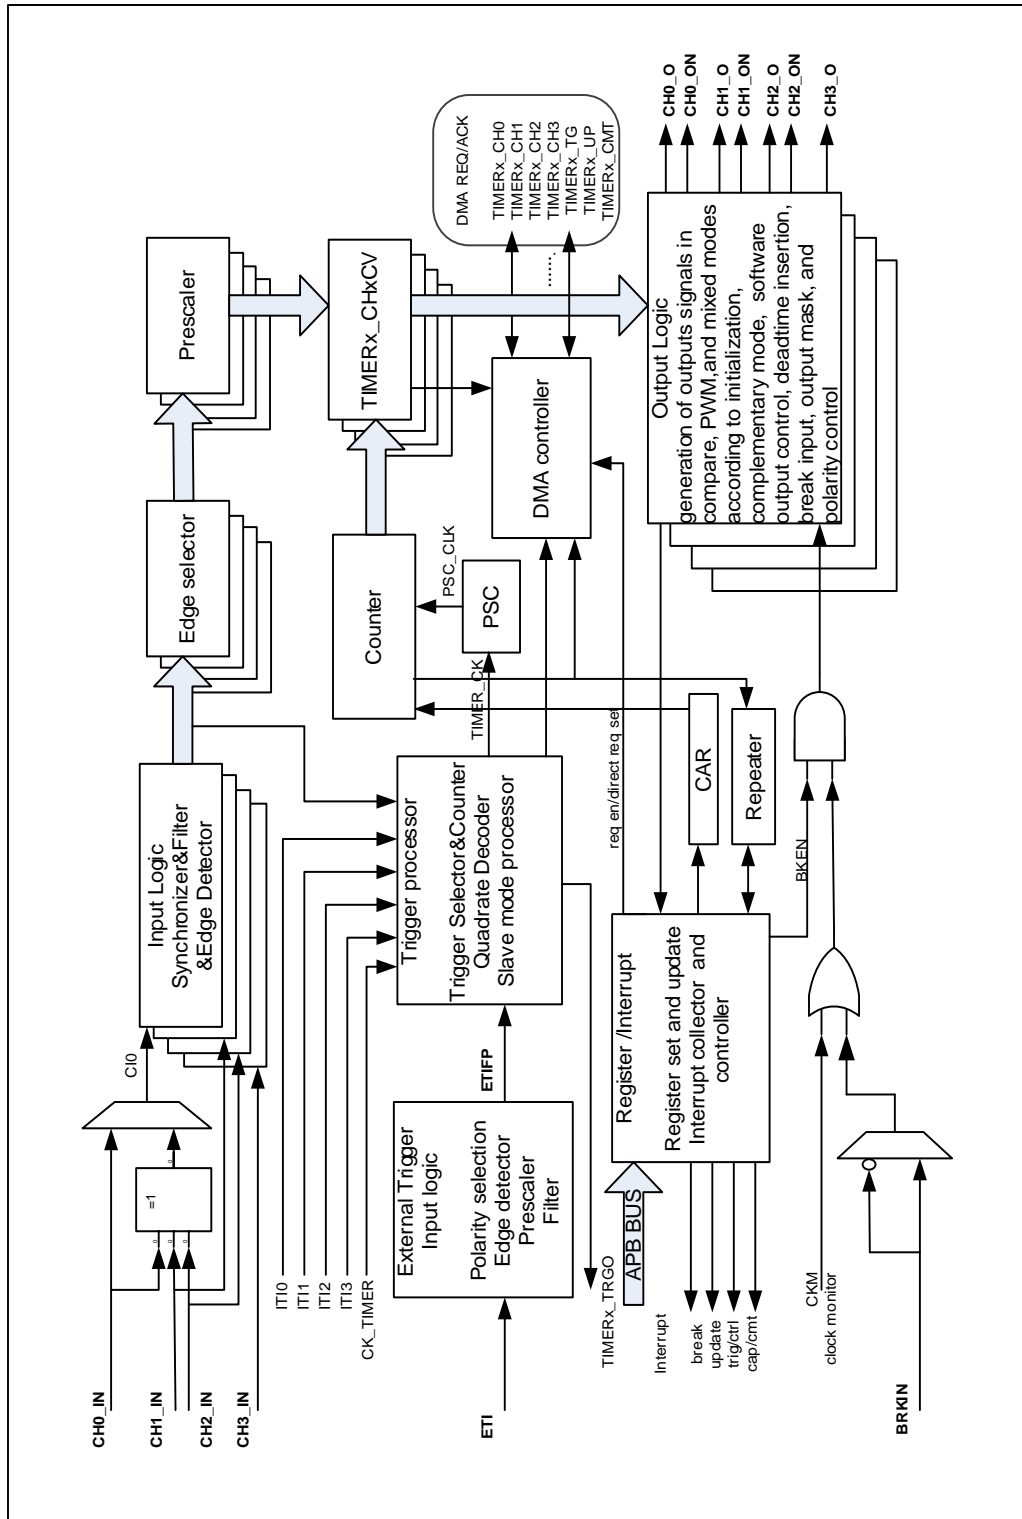 CH0_IN
CH1_IN
CH2_IN
CH3_IN
=1
CI0
Input Logic
Synchronizer&Filter
&Edge Detector
Edge selector
Prescaler
ITI0
ITI1
ITI2
ITI3
CK_TIMER
Trigger processor
Trigger Selector&Counter
Quadrate Decoder
Slave mode processor
TIMER_CK
PSC
PSC_CLK
Counter
TIMERx_CHxCV
DMA controller
DMA REQ/ACK
TIMERx_CH0
TIMERx_CH1
TIMERx_CH2
TIMERx_CH3
TIMERx_TG
TIMERx_UP
TIMERx_CMT
.......
ETI
External Trigger
Input logic
Polarity selection
Edge detector
Prescaler
Filter
ETIFP
TIMERx_TRGO
APB BUS
Register /Interrupt
Register set and update
Interrupt collector and
controller
Interrupt
break
update
trig/ctrl
cap/cmt
req en/direct req set
CAR
Repeater
BKEN
CKM
clock monitor
BRKIN
Output Logic
generation of outputs signals in
compare, PWM,and mixed modes
according to initialization,
complementary mode, software
output control, deadtime insertion,
break input, output mask, and
polarity control
CH0_O
CH0_ON
CH1_O
CH1_ON
CH2_O
CH2_ON
CH3_O